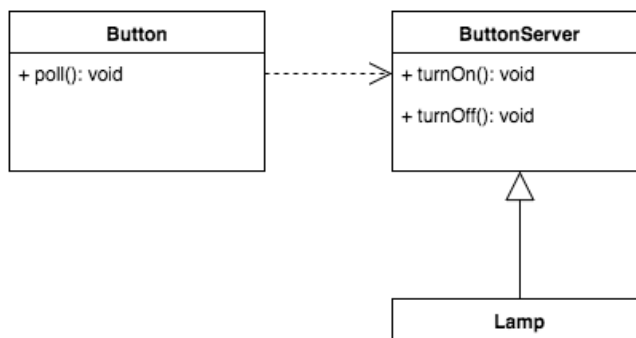 Button
+ poll(): void
ButtonServer
+ turnOn(): void
+ turnOff(): void
Lamp